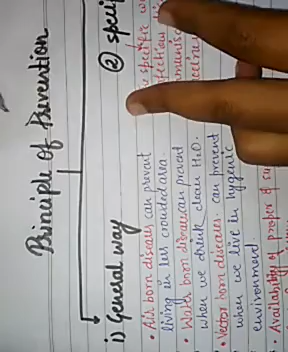 Principle of Prevention
i) General way
• Air born diseases can prevent
living in less crowded area.
• Water born diseases can prevent
when we drink clean H₂O.
• Vector born diseases. can prevent
when we live in hygenic
environment
• Availability of proper
② speci
specific